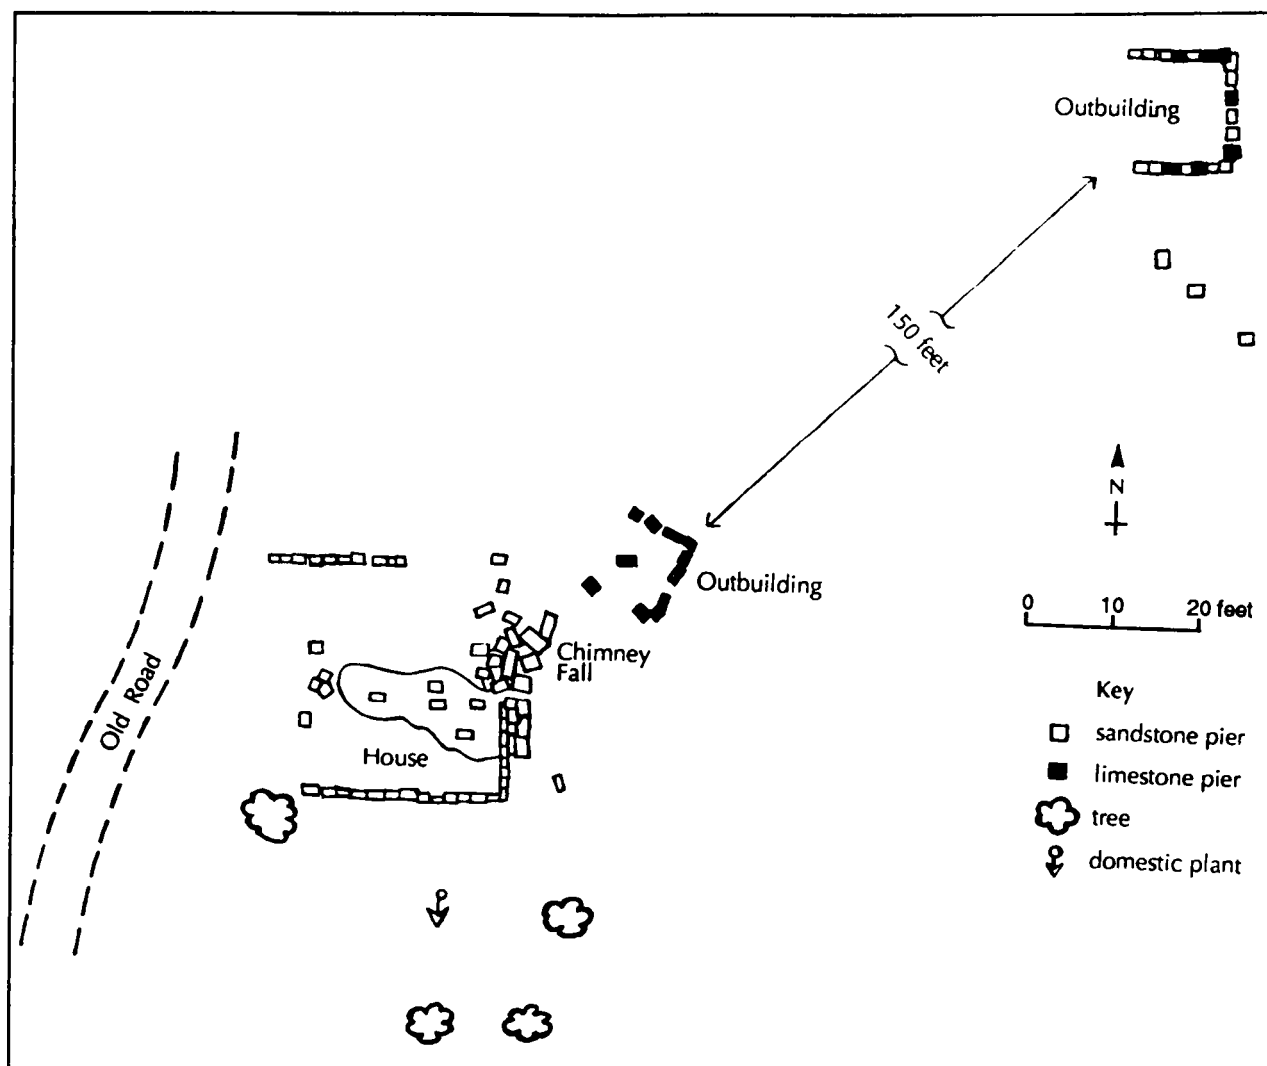 Outbuilding
150 feet
N
Outbuilding
0 10 20 feet
Chimney
Fall
Key
Old Road
sandstone pier
House
limestone pier
tree
domestic plant